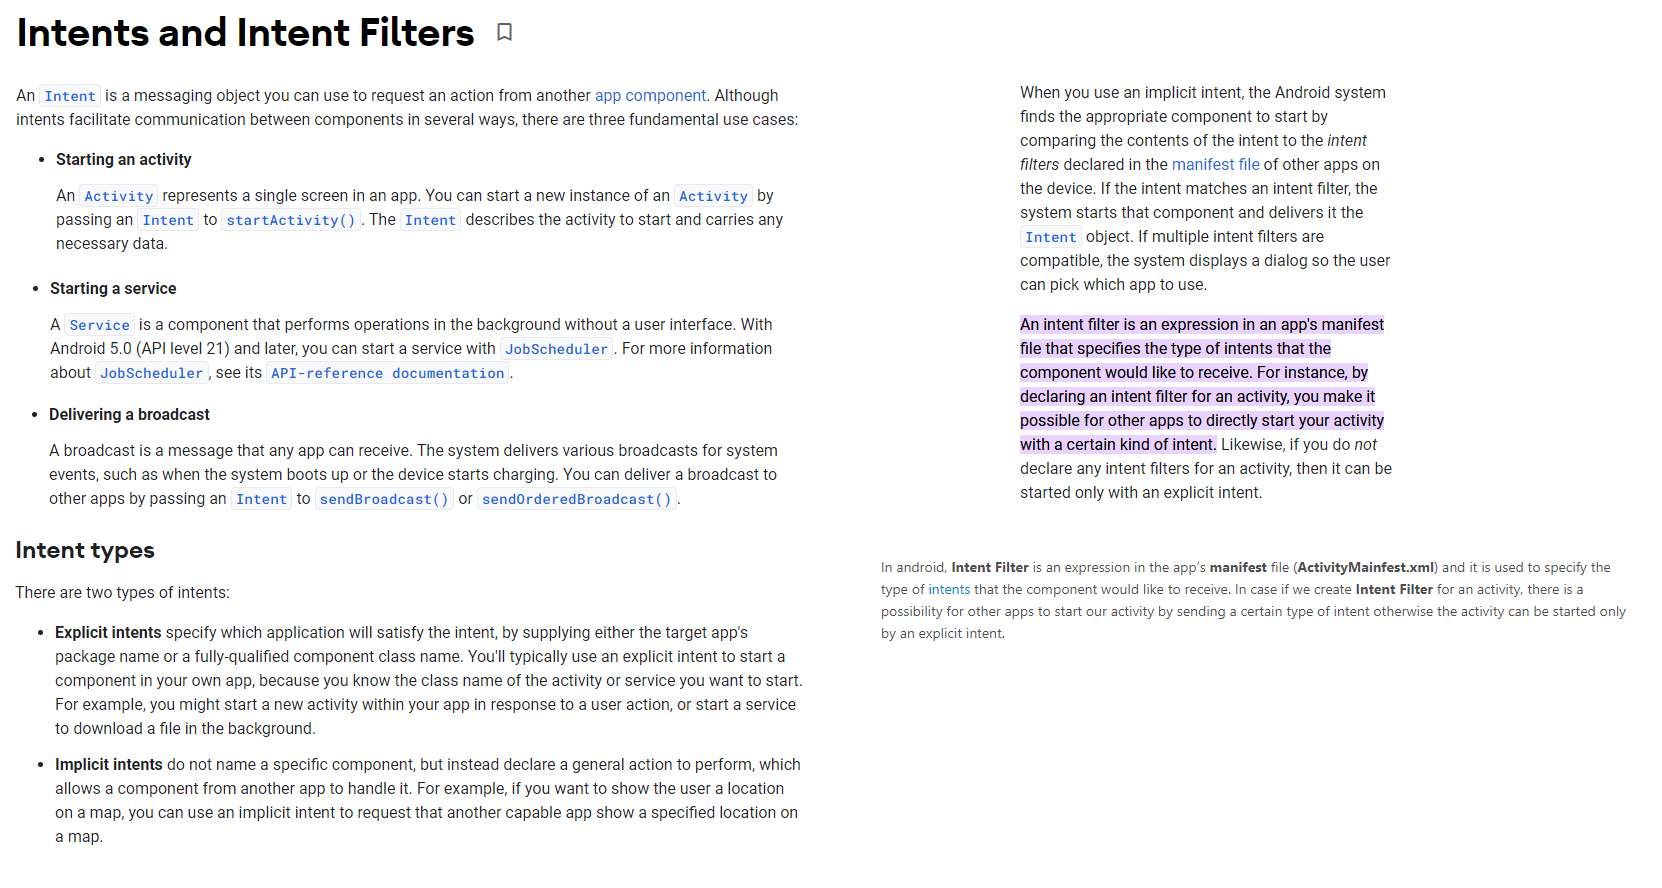 Intents and Intent Filters
An Intent is a messaging object you can use to request an action from another app component. Although
intents facilitate communication between components in several ways, there are three fundamental use cases:
• Starting an activity
An Activity represents a single screen in an app. You can start a new instance of an Activity by
passing an Intent to startActivity(). The Intent describes the activity to start and carries any
necessary data.
• Starting a service
A Service is a component that performs operations in the background without a user interface. With
Android 5.0 (API level 21) and later, you can start a service with JobScheduler. For more information
about JobScheduler, see its API-reference documentation.
• Delivering a broadcast
A broadcast is a message that any app can receive. The system delivers various broadcasts for system
events, such as when the system boots up or the device starts charging. You can deliver a broadcast to
other apps by passing an Intent to sendBroadcast() or sendOrderedBroadcast().
Intent types
There are two types of intents:
• Explicit intents specify which application will satisfy the intent, by supplying either the target app's
package name or a fully-qualified component class name. You'll typically use an explicit intent to start a
component in your own app, because you know the class name of the activity or service you want to start.
For example, you might start a new activity within your app in response to a user action, or start a service
to download a file in the background.
• Implicit intents do not name a specific component, but instead declare a general action to perform, which
allows a component from another app to handle it. For example, if you want to show the user a location
on a map, you can use an implicit intent to request that another capable app show a specified location on
a map.
When you use an implicit intent, the Android system
finds the appropriate component to start by
comparing the contents of the intent to the intent
filters declared in the manifest file of other apps on
the device. If the intent matches an intent filter, the
system starts that component and delivers it the
Intent object. If multiple intent filters are
compatible, the system displays a dialog so the user
can pick which app to use.
An intent filter is an expression in an app's manifest
file that specifies the type of intents that the
component would like to receive. For instance, by
declaring an intent filter for an activity, you make it
possible for other apps to directly start your activity
with a certain kind of intent. Likewise, if you do not
declare any intent filters for an activity, then it can be
started only with an explicit intent.
In android, Intent Filter is an expression in the app's manifest file (ActivityMainfest.xml) and it is used to specify the
type of intents that the component would like to receive. In case if we create Intent Filter for an activity, there is a
possibility for other apps to start our activity by sending a certain type of intent otherwise the activity can be started only
by an explicit intent.